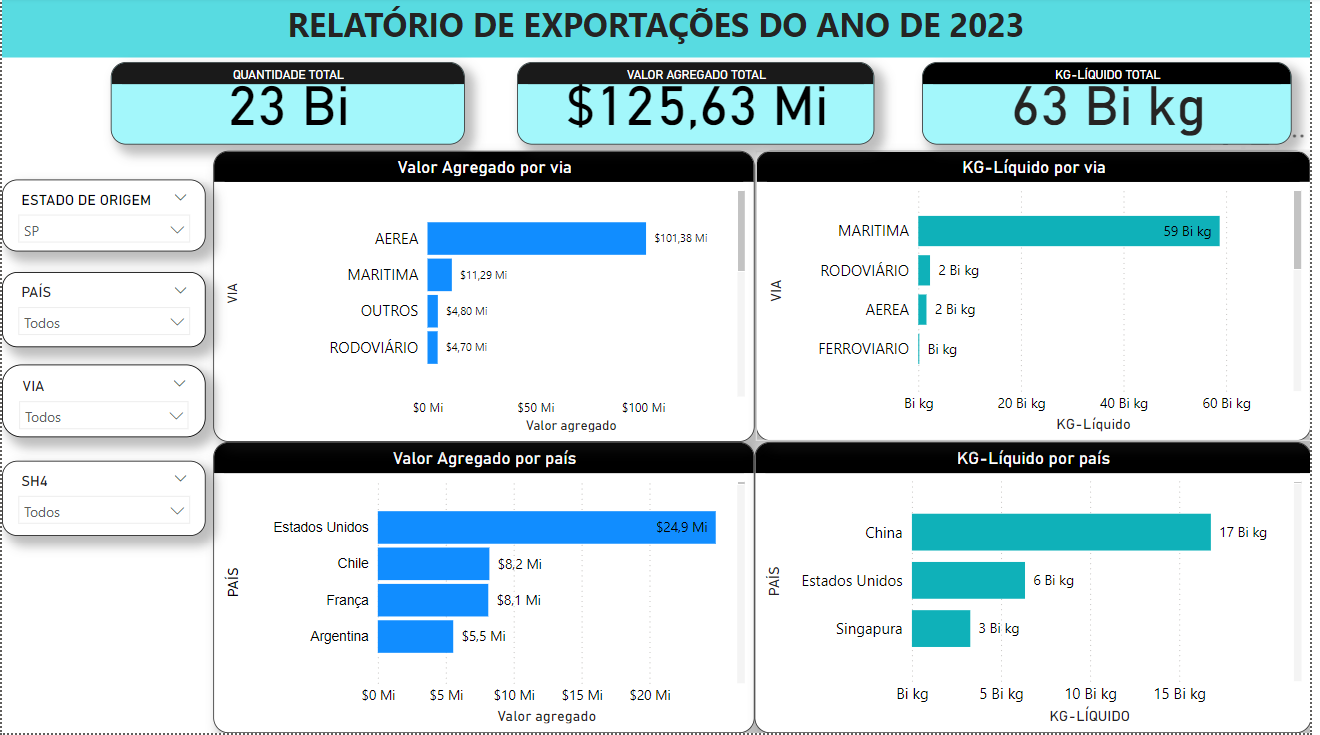 RELATÓRIO DE EXPORTAÇÕES DO ANO DE 2023
QUANTIDADE TOTAL
23 Bi
VALOR AGREGADO TOTAL
$125,63 Mi
KG-LÍQUIDO TOTAL
63 Bi kg
ESTADO DE ORIGEM
SP
PAÍS
Todos
VIA
Todos
SH4
Todos
Valor Agregado por via
VIA
AEREA $101,38 Mi
MARITIMA $11,29 Mi
OUTROS $4,80 Mi
RODOVIÁRIO $4,70 Mi
$0 Mi $50 Mi $100 Mi
Valor agregado
KG-Líquido por via
VIA
MARITIMA 59 Bi kg
RODOVIÁRIO 2 Bi kg
AEREA 2 Bi kg
FERROVIARIO Bi kg
Bi kg 20 Bi kg 40 Bi kg 60 Bi kg
KG-Líquido
Valor Agregado por país
PAÍS
Estados Unidos $24,9 Mi
Chile $8,2 Mi
França $8,1 Mi
Argentina $5,5 Mi
$0 Mi $5 Mi $10 Mi $15 Mi $20 Mi
Valor agregado
KG-Líquido por país
PAÍS
China 17 Bi kg
Estados Unidos 6 Bi kg
Singapura 3 Bi kg
Bi kg 5 Bi kg 10 Bi kg 15 Bi kg
KG-LÍQUIDO